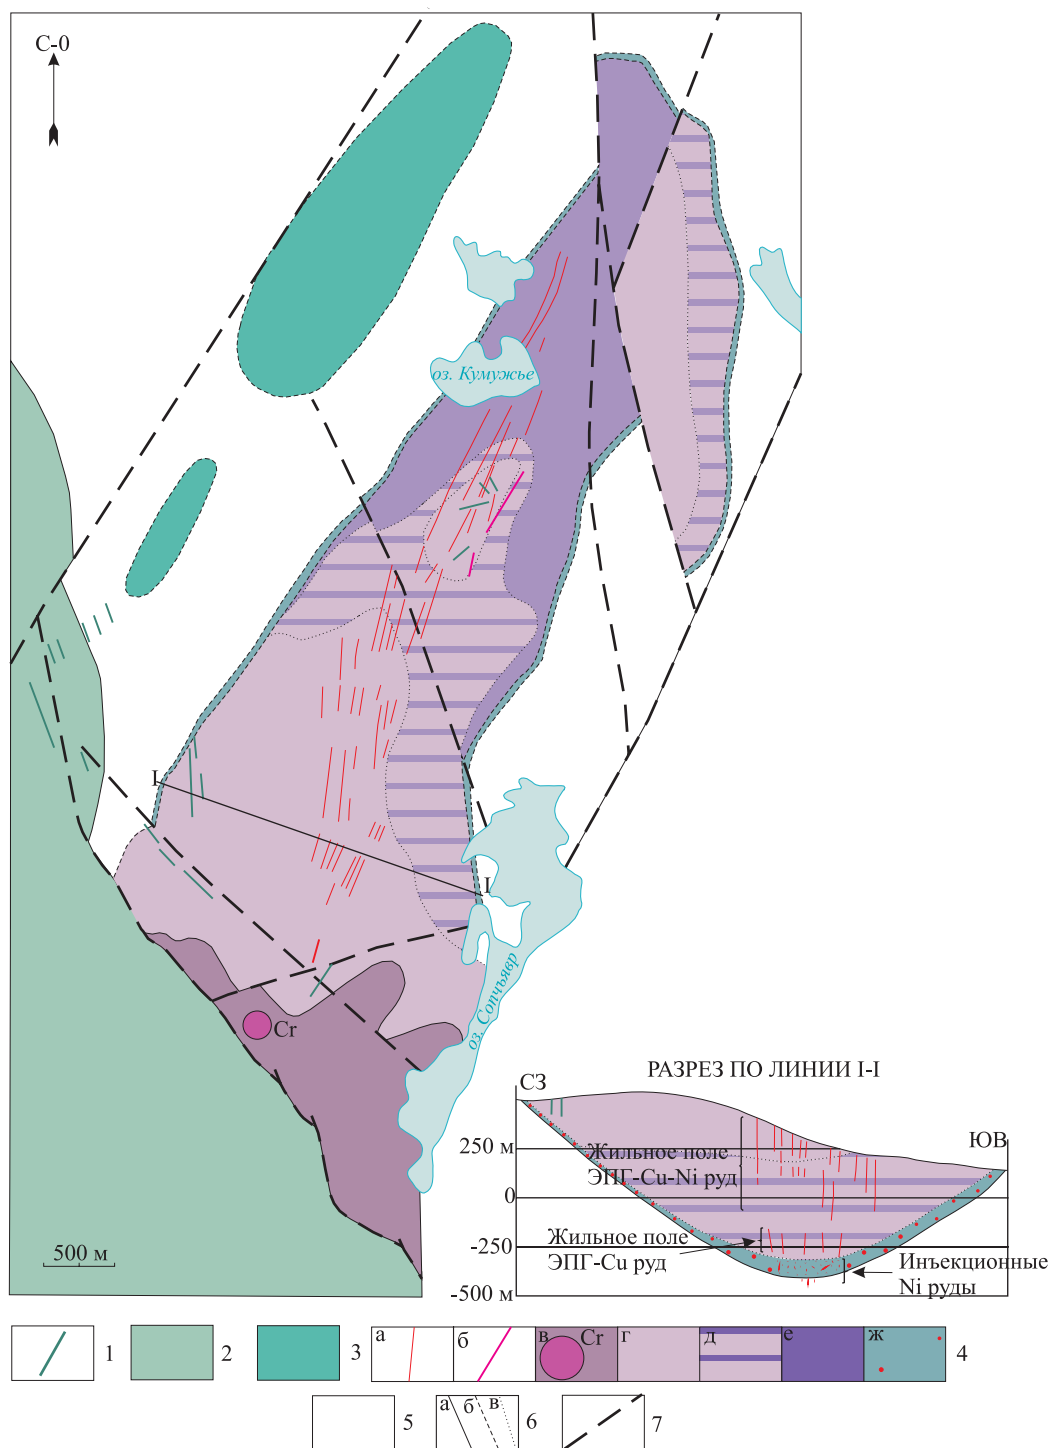 С-0
оз. Кумужье
I
I
оз. Сопчъявр
Cr
500 м
РАЗРЕЗ ПО ЛИНИИ I-I
СЗ
ЮВ
250 м
0
-250
-500 м
Жильное поле
ЭПГ-Cu-Ni руд
Жильное поле
ЭПГ-Cu руд
Инъекционные
Ni руды
1
2
3
а
б
в
Cr
г
д
е
ж
4
5
а
б
в
6
7